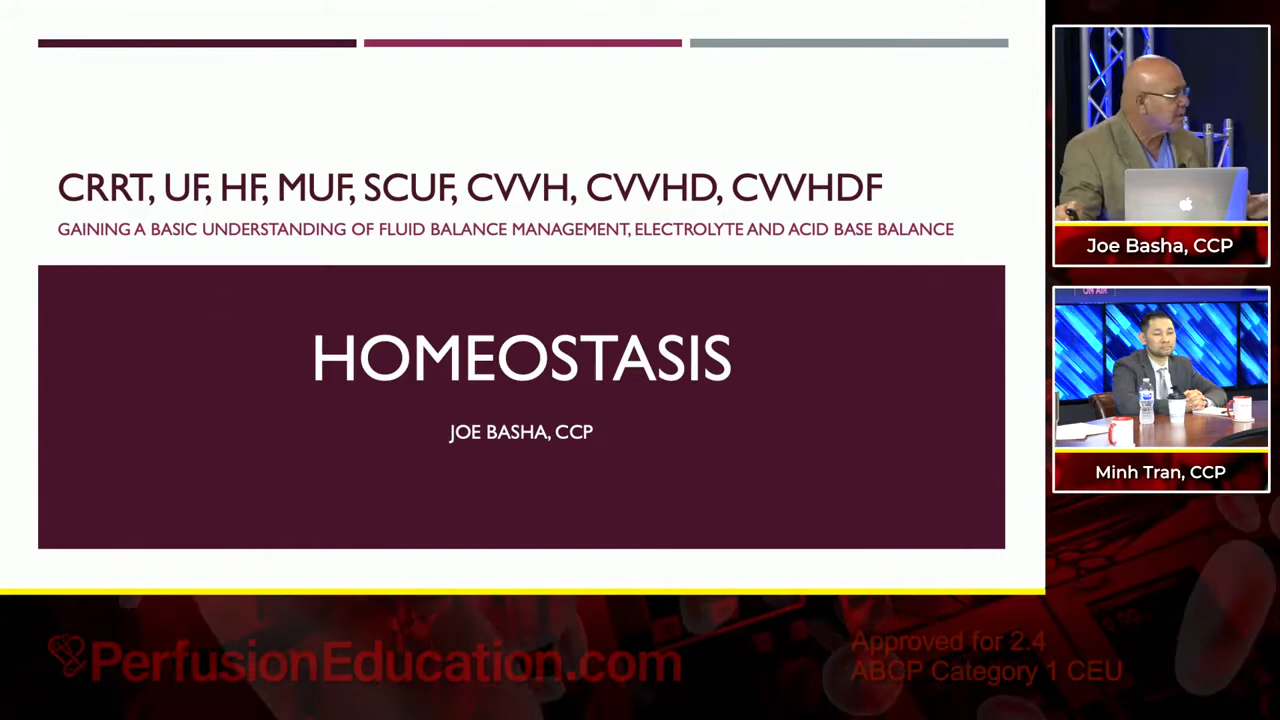 CRRT, UF, HF, MUF, SCUF, CVVH, CVVHD, CVVHDF
GAINING A BASIC UNDERSTANDING OF FLUID BALANCE MANAGEMENT, ELECTROLYTE AND ACID BASE BALANCE
HOMEOSTASIS
JOE BASHA, CCP
ON AIR
Joe Basha, CCP
Minh Tran, CCP
PerfusionEducation.com
Approved for 2.4
ABCP Category 1 CEU